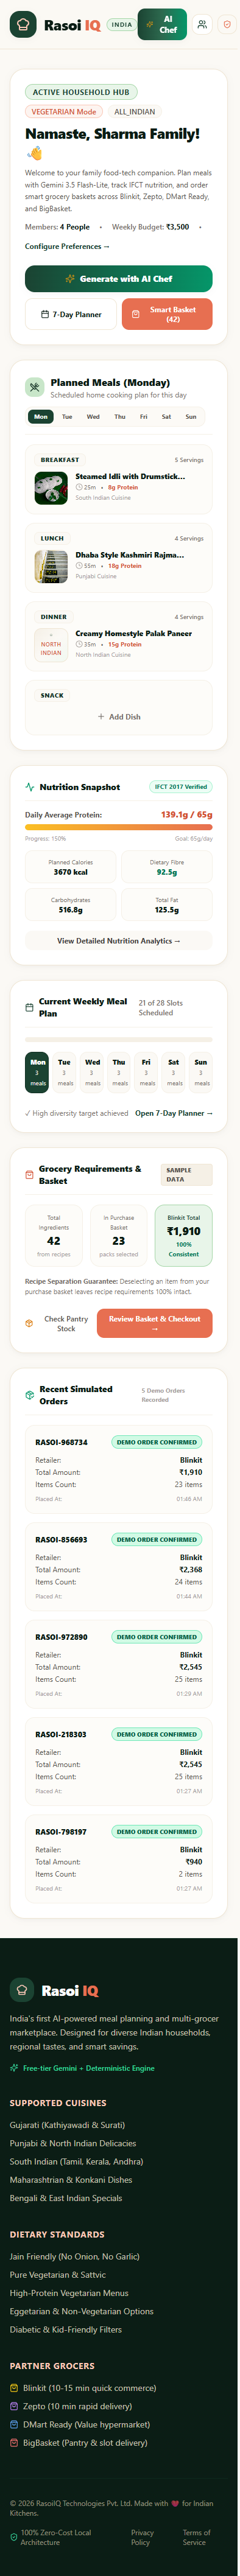 Rasoi IQ
INDIA
AI
Chef
ACTIVE HOUSEHOLD HUB
VEGETARIAN Mode
ALL_INDIAN
Namaste, Sharma Family!
👋
Welcome to your family food-tech companion. Plan meals
with Gemini 3.5 Flash-Lite, track IFCT nutrition, and order
smart grocery baskets across Blinkit, Zepto, DMart Ready,
and BigBasket.
Members: 4 People • Weekly Budget: ₹3,500 •
Configure Preferences →
Generate with AI Chef
7-Day Planner
Smart Basket
(42)
Planned Meals (Monday)
Scheduled home cooking plan for this day
Mon Tue Wed Thu Fri Sat Sun
BREAKFAST
5 Servings
Steamed Idli with Drumstick...
25m • 8g Protein
South Indian Cuisine
LUNCH
4 Servings
Dhaba Style Kashmiri Rajma...
55m • 18g Protein
Punjabi Cuisine
DINNER
4 Servings
NORTH
INDIAN
Creamy Homestyle Palak Paneer
35m • 15g Protein
North Indian Cuisine
SNACK
+ Add Dish
Nutrition Snapshot
IFCT 2017 Verified
Daily Average Protein: 139.1g / 65g
Progress: 150% Goal: 65g/day
Planned Calories
3670 kcal
Dietary Fibre
92.5g
Carbohydrates
516.8g
Total Fat
125.5g
View Detailed Nutrition Analytics →
Current Weekly Meal
Plan
21 of 28 Slots
Scheduled
Mon Tue Wed Thu Fri Sat Sun
3 3 3 3 3 3 3
meals meals meals meals meals meals meals
✓ High diversity target achieved
Open 7-Day Planner →
Grocery Requirements &
Basket
SAMPLE
DATA
Total
Ingredients
42
from recipes
In Purchase
Basket
23
packs selected
Blinkit Total
₹1,910
100%
Consistent
Recipe Separation Guarantee: Deselecting an item from your
purchase basket leaves recipe requirements 100% intact.
Check Pantry
Stock
Review Basket & Checkout
→
Recent Simulated
Orders
5 Demo Orders
Recorded
RASOI-968734
DEMO ORDER CONFIRMED
Retailer: Blinkit
Total Amount: ₹1,910
Items Count: 23 items
Placed At: 01:46 AM
RASOI-856693
DEMO ORDER CONFIRMED
Retailer: Blinkit
Total Amount: ₹2,368
Items Count: 24 items
Placed At: 01:44 AM
RASOI-972890
DEMO ORDER CONFIRMED
Retailer: Blinkit
Total Amount: ₹2,545
Items Count: 25 items
Placed At: 01:29 AM
RASOI-218303
DEMO ORDER CONFIRMED
Retailer: Blinkit
Total Amount: ₹2,545
Items Count: 25 items
Placed At: 01:27 AM
RASOI-798197
DEMO ORDER CONFIRMED
Retailer: Blinkit
Total Amount: ₹940
Items Count: 2 items
Placed At: 01:27 AM
Rasoi IQ
India's first AI-powered meal planning and multi-grocer
marketplace. Designed for diverse Indian households,
regional tastes, and smart savings.
Free-tier Gemini + Deterministic Engine
SUPPORTED CUISINES
Gujarati (Kathiyawadi & Surati)
Punjabi & North Indian Delicacies
South Indian (Tamil, Kerala, Andhra)
Maharashtrian & Konkani Dishes
Bengali & East Indian Specials
DIETARY STANDARDS
Jain Friendly (No Onion, No Garlic)
Pure Vegetarian & Sattvic
High-Protein Vegetarian Menus
Eggetarian & Non-Vegetarian Options
Diabetic & Kid-Friendly Filters
PARTNER GROCERS
Blinkit (10-15 min quick commerce)
Zepto (10 min rapid delivery)
DMart Ready (Value hypermarket)
BigBasket (Pantry & slot delivery)
© 2026 RasoiIQ Technologies Pvt. Ltd. Made with ❤️ for Indian
Kitchens.
100% Zero-Cost Local
Architecture
Privacy
Policy
Terms of
Service